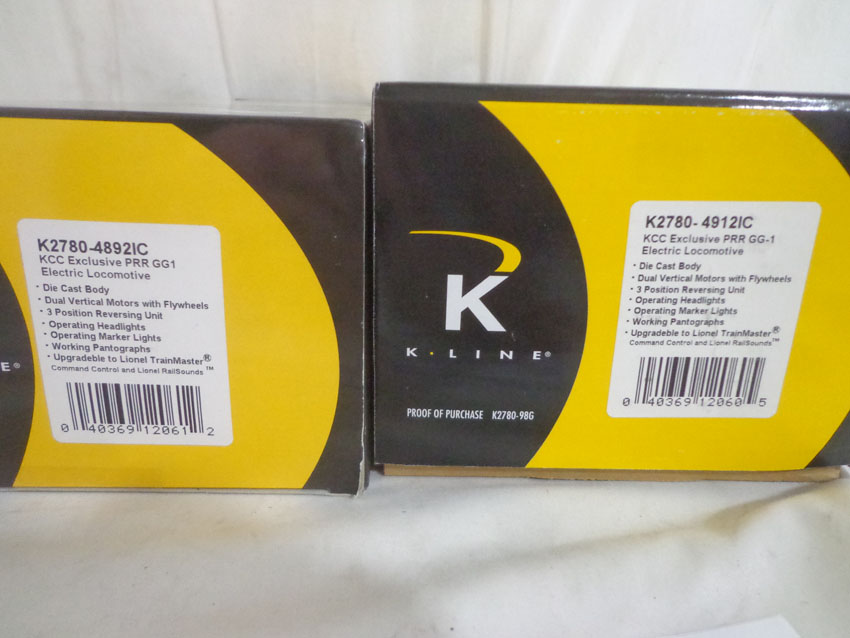 K2780-4892IC
KCC Exclusive PRR GG1
Electric Locomotive
· Die Cast Body
· Dual Vertical Motors with Flywheels
· 3 Position Reversing Unit
· Operating Headlights
· Operating Marker Lights
· Working Pantographs
· Upgradeble to Lionel TrainMaster®
Command Control and Lionel RailSounds™
0 40369 12061 2
E®
K
K·LINE®
PROOF OF PURCHASE K2780-98G
K2780- 4912IC
KCC Exclusive PRR GG-1
Electric Locomotive
· Die Cast Body
· Dual Vertical Motors with Flywheels
· 3 Position Reversing Unit
· Operating Headlights
· Operating Marker Lights
· Working Pantographs
· Upgradeble to Lionel TrainMaster®
Command Control and Lionel RailSounds™
0 40369 12060 5